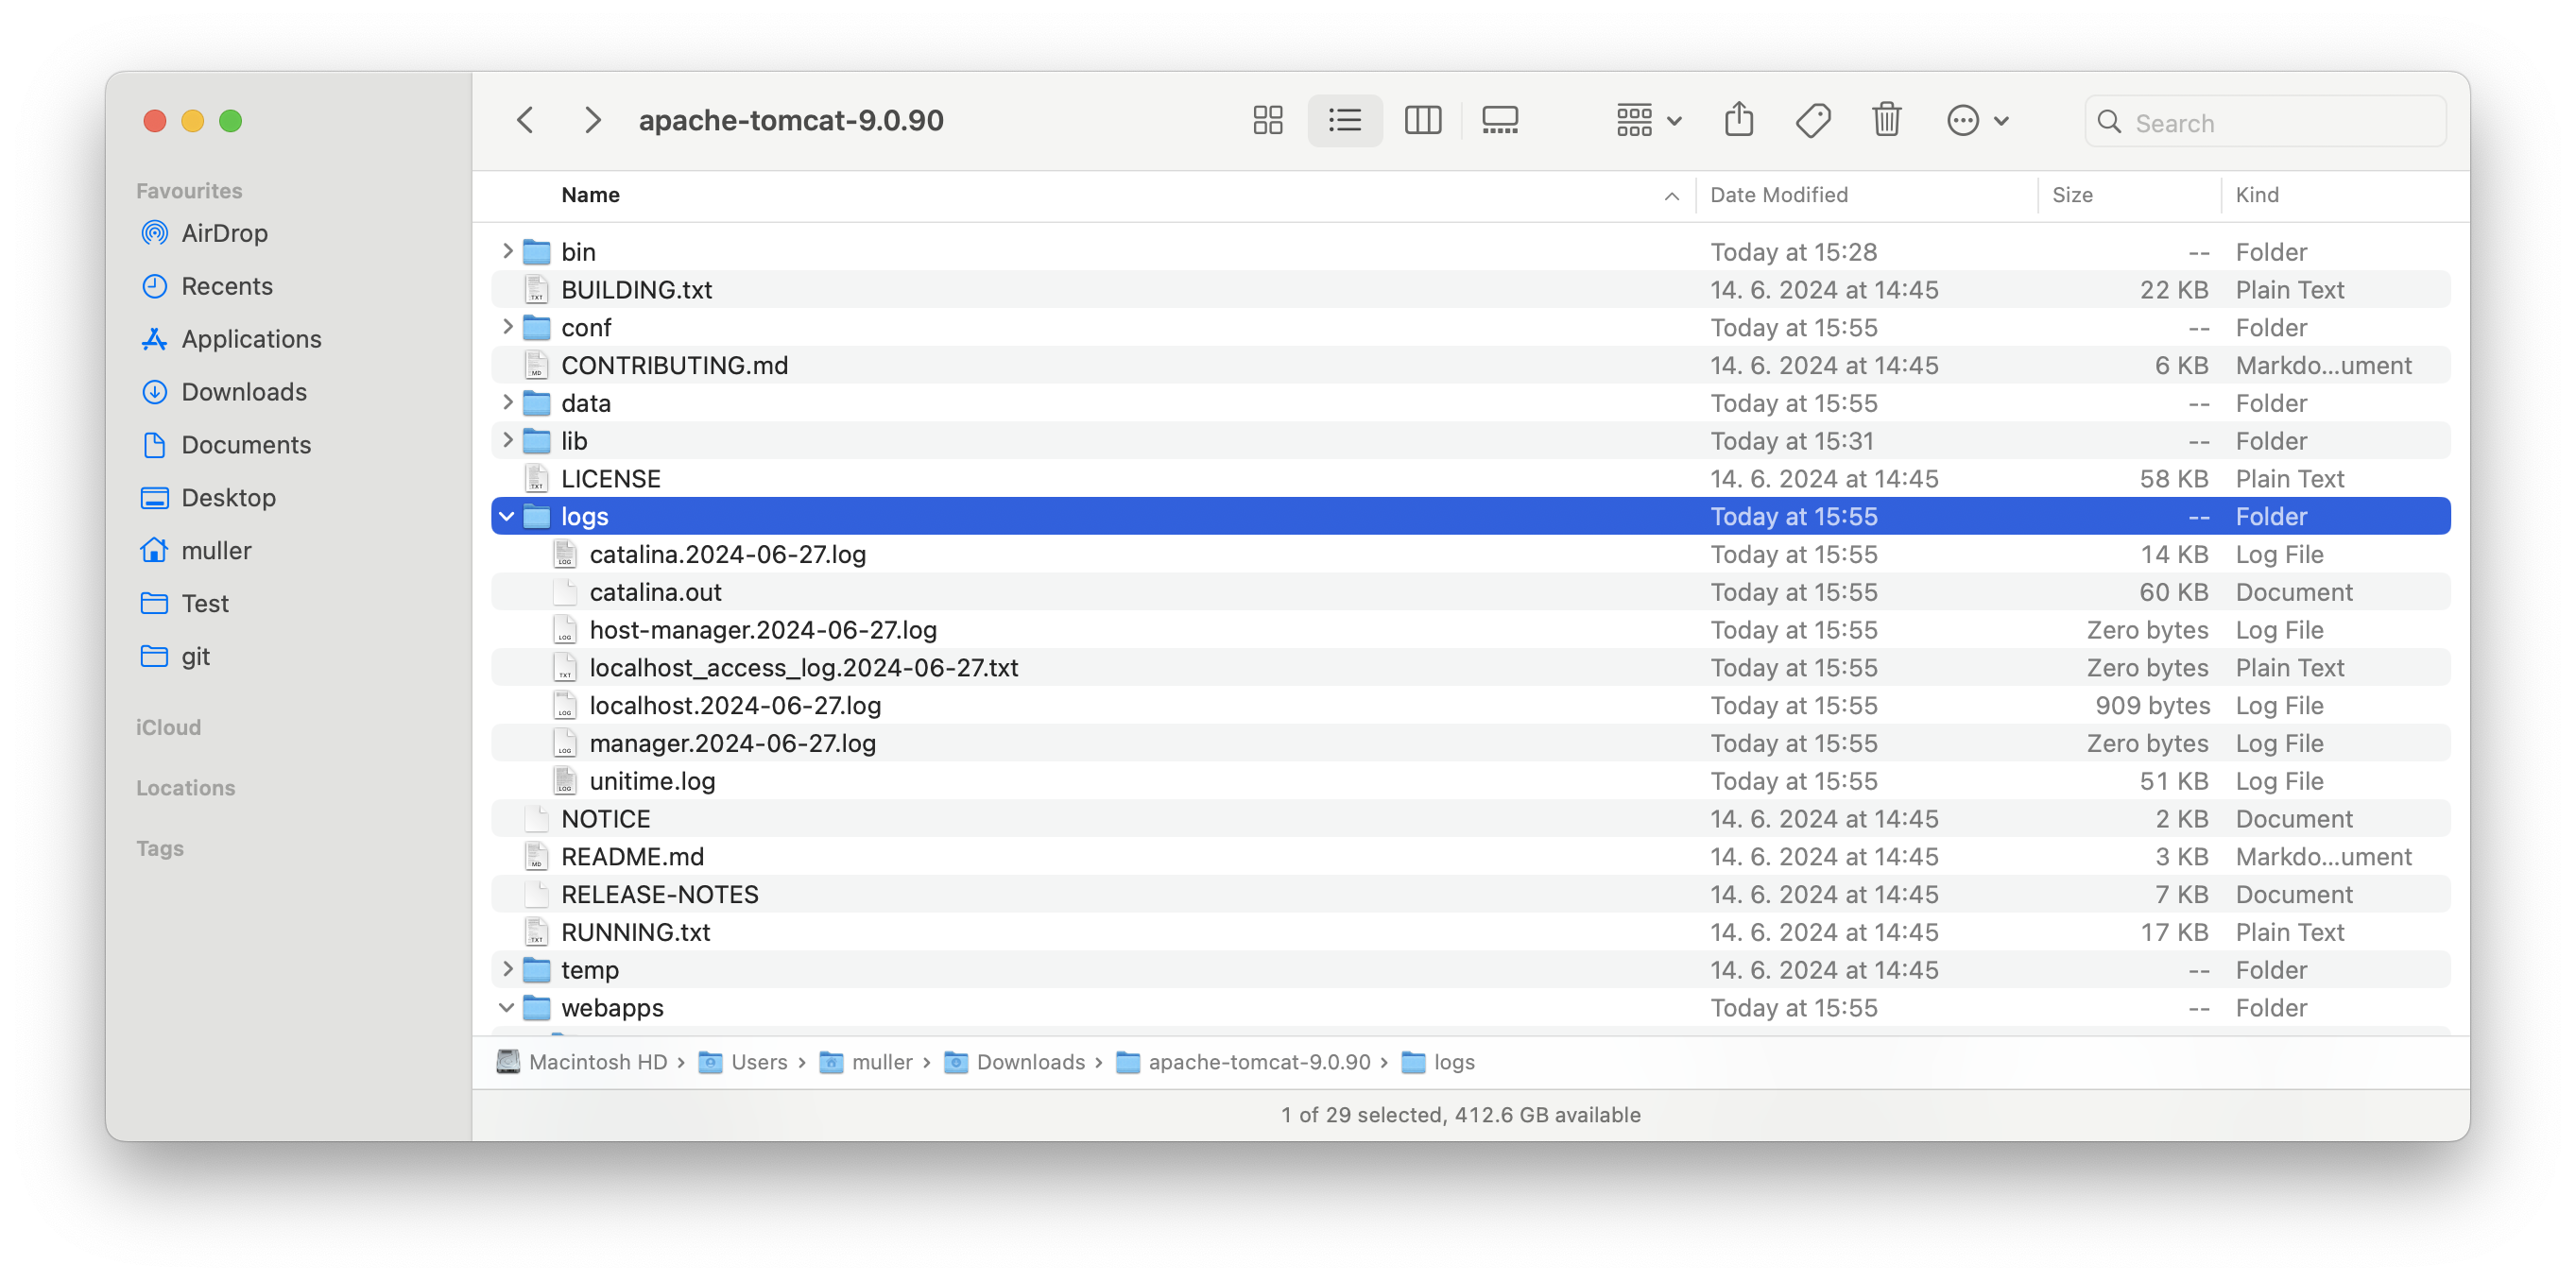 apache-tomcat-9.0.90
Search
Favourites
AirDrop
Recents
Applications
Downloads
Documents
Desktop
muller
Test
git
iCloud
Locations
Tags
Name Date Modified Size Kind
bin Today at 15:28 -- Folder
BUILDING.txt 14. 6. 2024 at 14:45 22 KB Plain Text
conf Today at 15:55 -- Folder
CONTRIBUTING.md 14. 6. 2024 at 14:45 6 KB Markdo...ument
data Today at 15:55 -- Folder
lib Today at 15:31 -- Folder
LICENSE 14. 6. 2024 at 14:45 58 KB Plain Text
logs Today at 15:55 -- Folder
catalina.2024-06-27.log Today at 15:55 14 KB Log File
catalina.out Today at 15:55 60 KB Document
host-manager.2024-06-27.log Today at 15:55 Zero bytes Log File
localhost_access_log.2024-06-27.txt Today at 15:55 Zero bytes Plain Text
localhost.2024-06-27.log Today at 15:55 909 bytes Log File
manager.2024-06-27.log Today at 15:55 Zero bytes Log File
unitime.log Today at 15:55 51 KB Log File
NOTICE 14. 6. 2024 at 14:45 2 KB Document
README.md 14. 6. 2024 at 14:45 3 KB Markdo...ument
RELEASE-NOTES 14. 6. 2024 at 14:45 7 KB Document
RUNNING.txt 14. 6. 2024 at 14:45 17 KB Plain Text
temp 14. 6. 2024 at 14:45 -- Folder
webapps Today at 15:55 -- Folder
Macintosh HD › Users › muller › Downloads › apache-tomcat-9.0.90 › logs
1 of 29 selected, 412.6 GB available